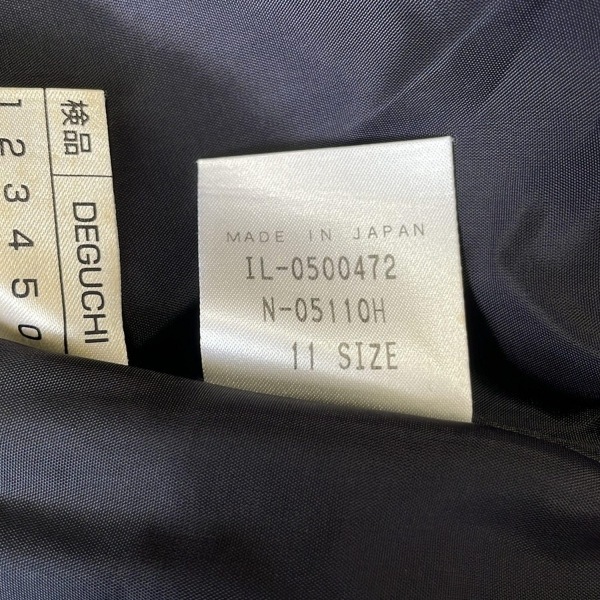 検品 DEGUCHI
1 2 3 4 5 0
MADE IN JAPAN
IL-0500472
N-05110H
11 SIZE